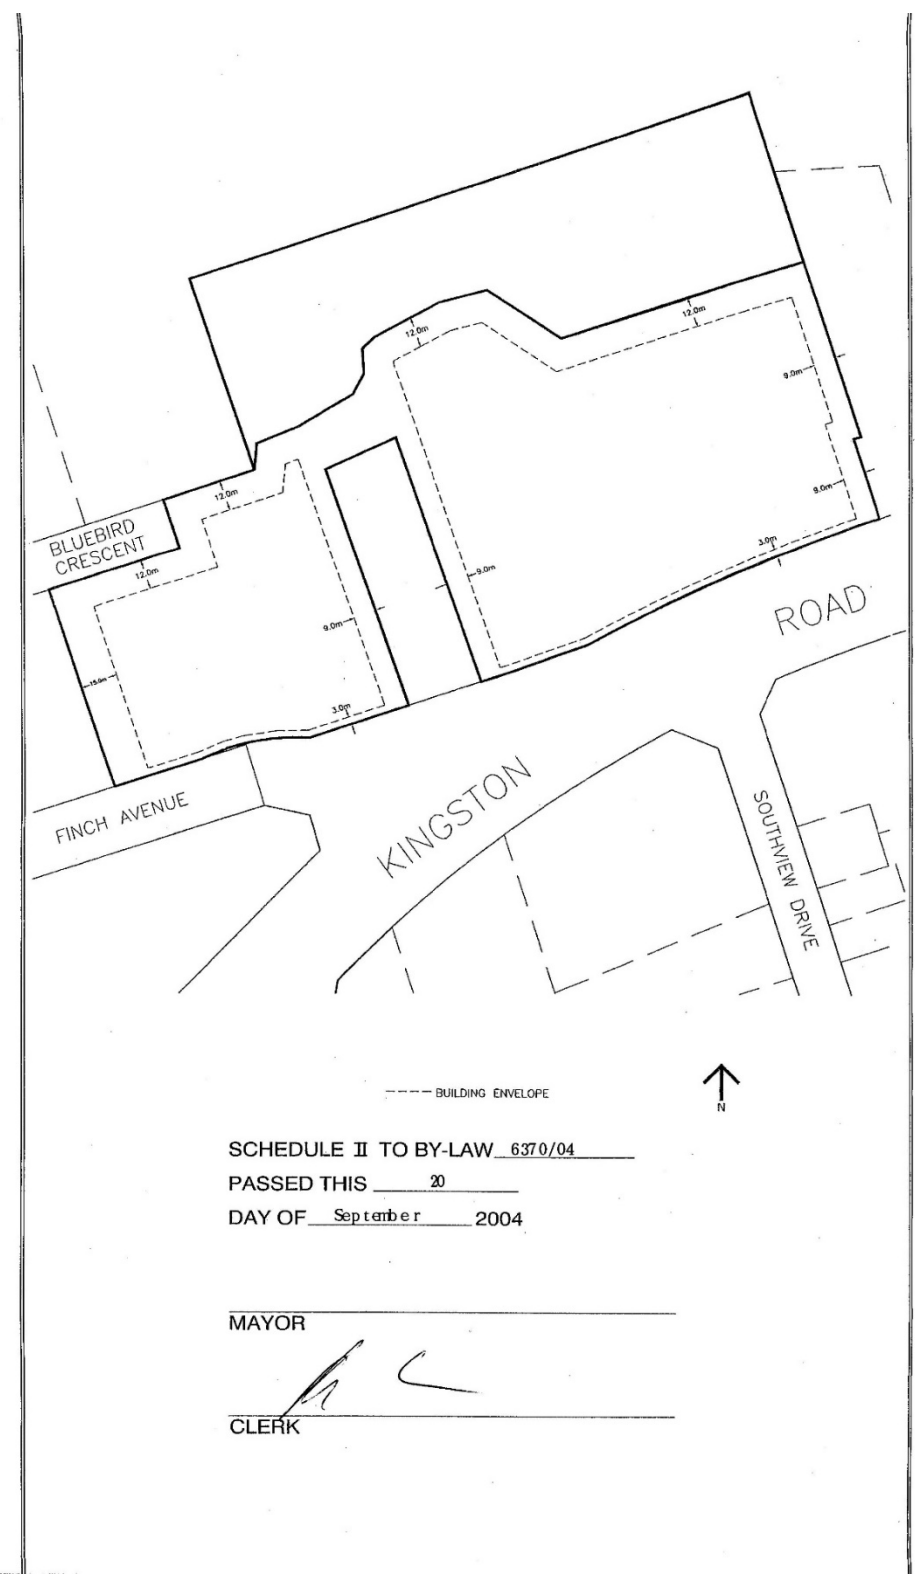 12.0m
12.0m
9.0m
12.0m
9.0m
BLUEBIRD
CRESCENT
12.0m
3.0m
9.0m
ROAD
9.0m
15.0m
3.0m
FINCH AVENUE
KINGSTON
SOUTHVIEW DRIVE
BUILDING ENVELOPE
N
SCHEDULE II TO BY-LAW 6370/04
PASSED THIS 20
DAY OF September 2004
MAYOR
CLERK